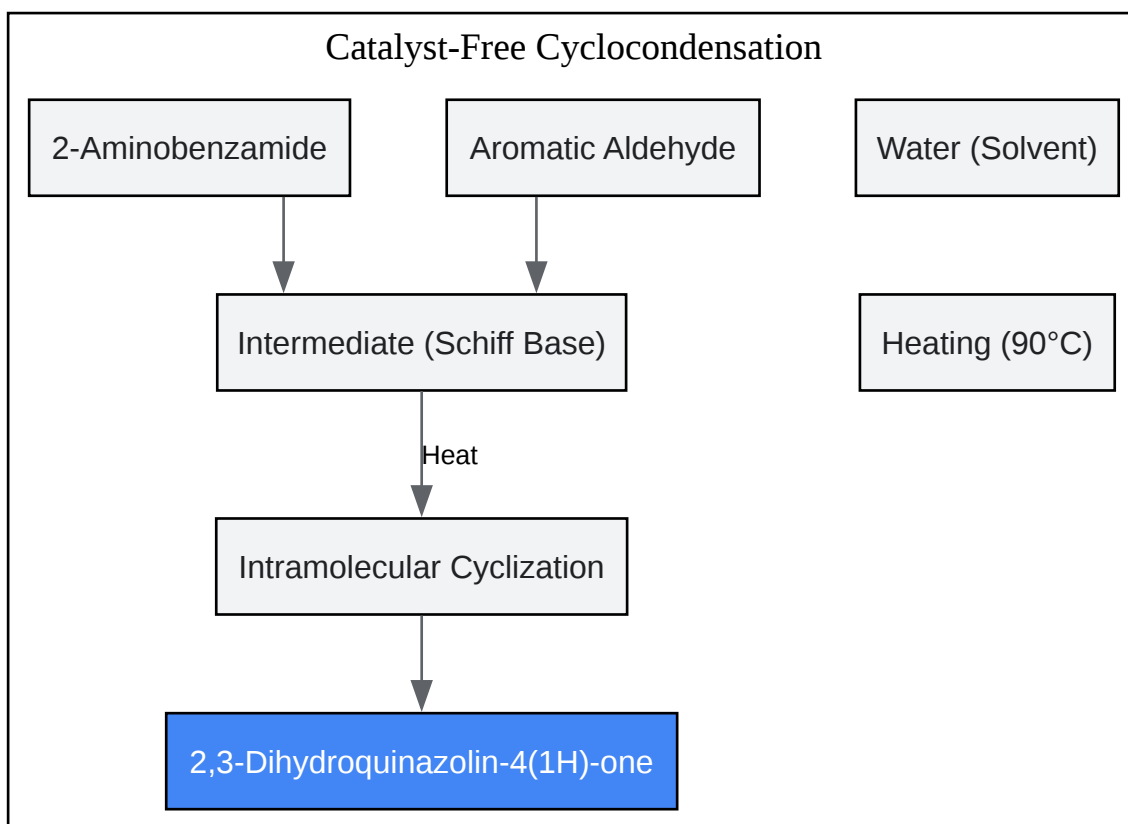 Catalyst-Free Cyclocondensation
2-Aminobenzamide
Aromatic Aldehyde
Water (Solvent)
Intermediate (Schiff Base)
Heating (90°C)
Heat
Intramolecular Cyclization
2,3-Dihydroquinazolin-4(1H)-one